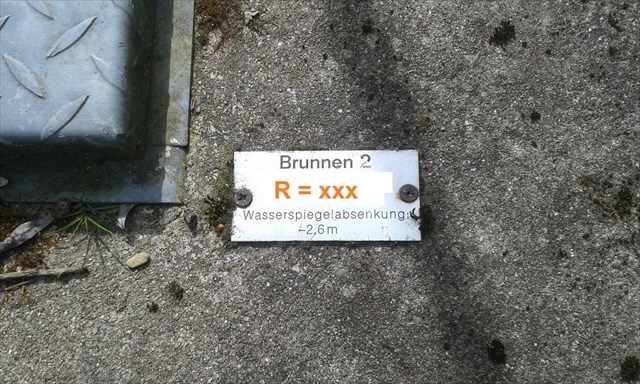 Brunnen 2
R = xxx
Wasserspiegelabsenkung:
-2,6m